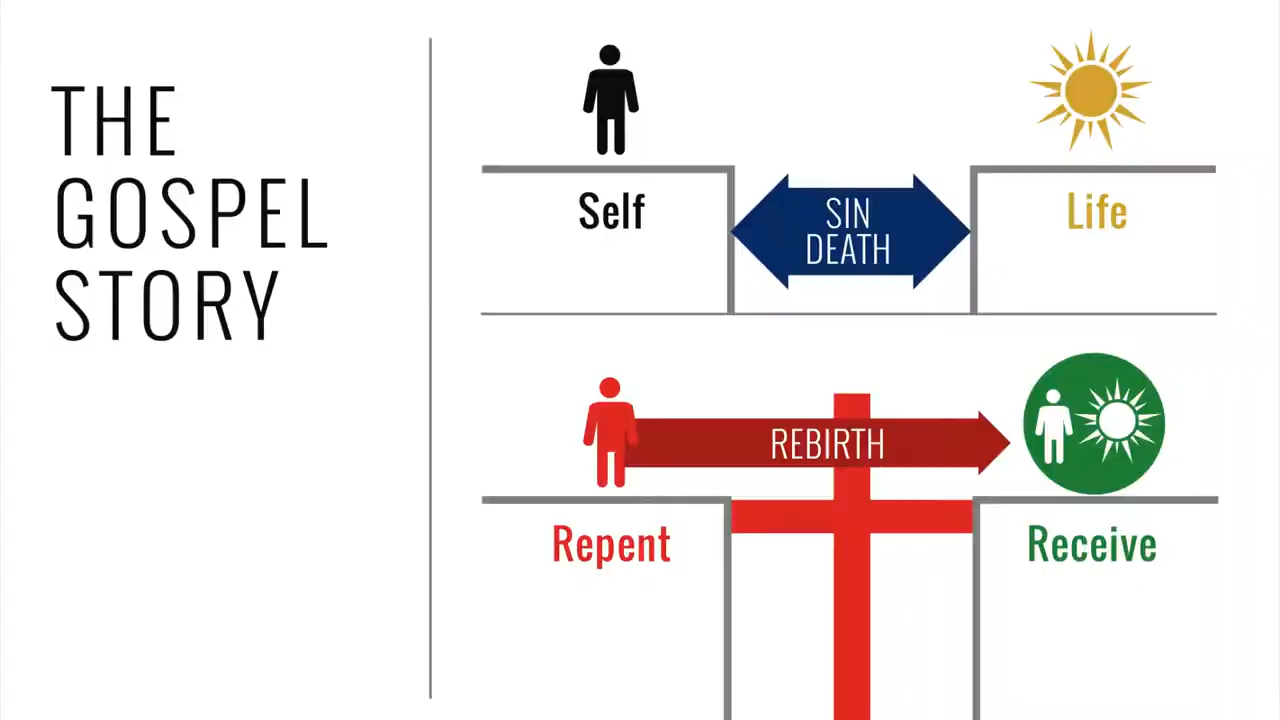 THE
GOSPEL
STORY
Self
SIN
DEATH
Life
REBIRTH
Repent
Receive